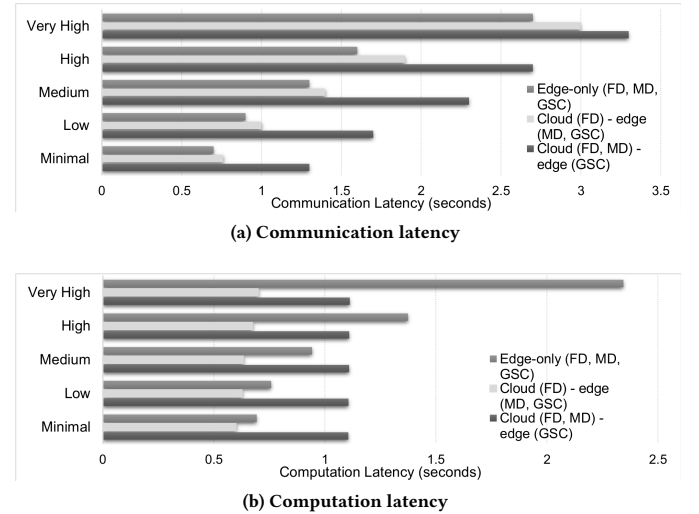 Very High
High
Medium
Low
Minimal
Edge-only (FD, MD,
GSC)
Cloud (FD) - edge
(MD, GSC)
Cloud (FD, MD) -
edge (GSC)
0 0.5 1 1.5 2 2.5 3 3.5
Communication Latency (seconds)
(a) Communication latency
Very High
High
Medium
Low
Minimal
Edge-only (FD, MD,
GSC)
Cloud (FD) - edge
(MD, GSC)
Cloud (FD, MD) -
edge (GSC)
0 0.5 1 2 2.5
Computation Latency (seconds)
(b) Computation latency